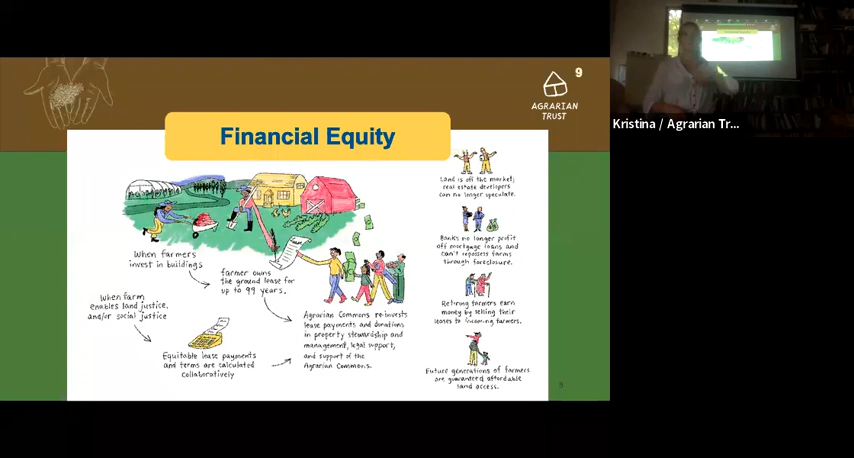 9
AGRARIAN
TRUST
Financial Equity
When farmers
invest in buildings
farmer owns
the ground lease for
up to 99 years.
When farm
enables land justice,
and/or social justice
Equitable lease payments
and terms are calculated
collaboratively
Agrarian Commons re-invests
lease payments and donations
in property stewardship and
management, legal support,
and support of the
Agrarian Commons.
Land is off the market;
real estate developers
can no longer speculate.
Banks no longer profit
off mortgage loans and
can't repossess farms
through foreclosure.
Retiring farmers earn
money by selling their
leases to incoming farmers.
Future generations of farmers
are guaranteed affordable
land access.
9
Kristina / Agrarian Tr...